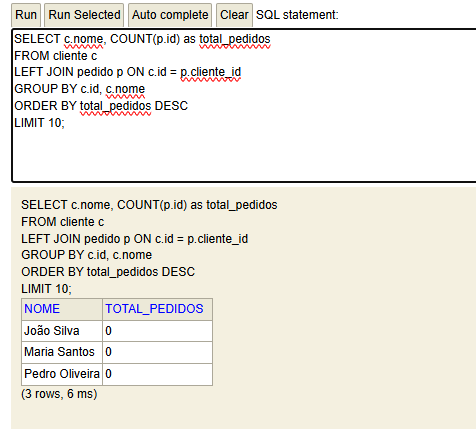 Run Run Selected Auto complete Clear SQL statement:
SELECT c.nome, COUNT(p.id) as total_pedidos
FROM cliente c
LEFT JOIN pedido p ON c.id = p.cliente_id
GROUP BY c.id, c.nome
ORDER BY total_pedidos DESC
LIMIT 10;
SELECT c.nome, COUNT(p.id) as total_pedidos
FROM cliente c
LEFT JOIN pedido p ON c.id = p.cliente_id
GROUP BY c.id, c.nome
ORDER BY total_pedidos DESC
LIMIT 10;
NOME TOTAL_PEDIDOS
João Silva 0
Maria Santos 0
Pedro Oliveira 0
(3 rows, 6 ms)